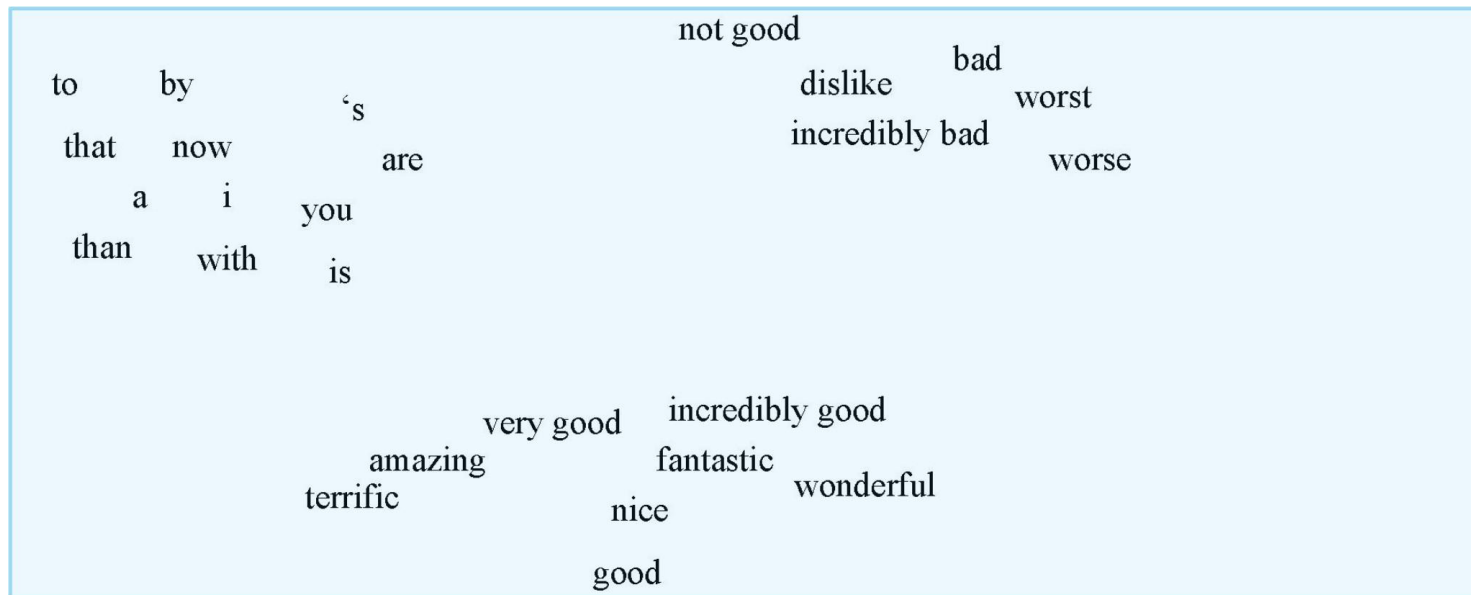 not good
bad
to by dislike
‘s worst
that now incredibly bad
are worse
a i
you
than with
is
incredibly good
very good
amazing fantastic
terrific wonderful
nice
good